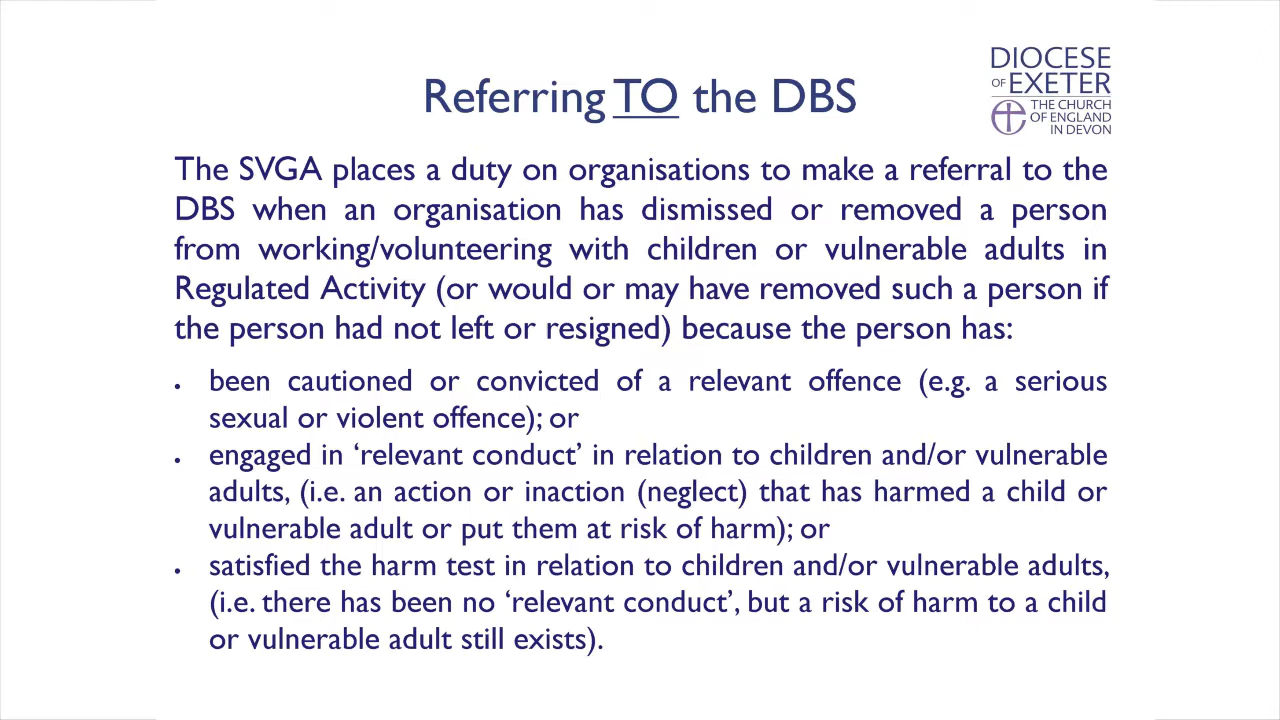 Referring TO the DBS
DIOCESE
OF EXETER
THE CHURCH
OF ENGLAND
IN DEVON
The SVGA places a duty on organisations to make a referral to the
DBS when an organisation has dismissed or removed a person
from working/volunteering with children or vulnerable adults in
Regulated Activity (or would or may have removed such a person if
the person had not left or resigned) because the person has:
• been cautioned or convicted of a relevant offence (e.g. a serious
sexual or violent offence); or
• engaged in ‘relevant conduct’ in relation to children and/or vulnerable
adults, (i.e. an action or inaction (neglect) that has harmed a child or
vulnerable adult or put them at risk of harm); or
• satisfied the harm test in relation to children and/or vulnerable adults,
(i.e. there has been no ‘relevant conduct’, but a risk of harm to a child
or vulnerable adult still exists).